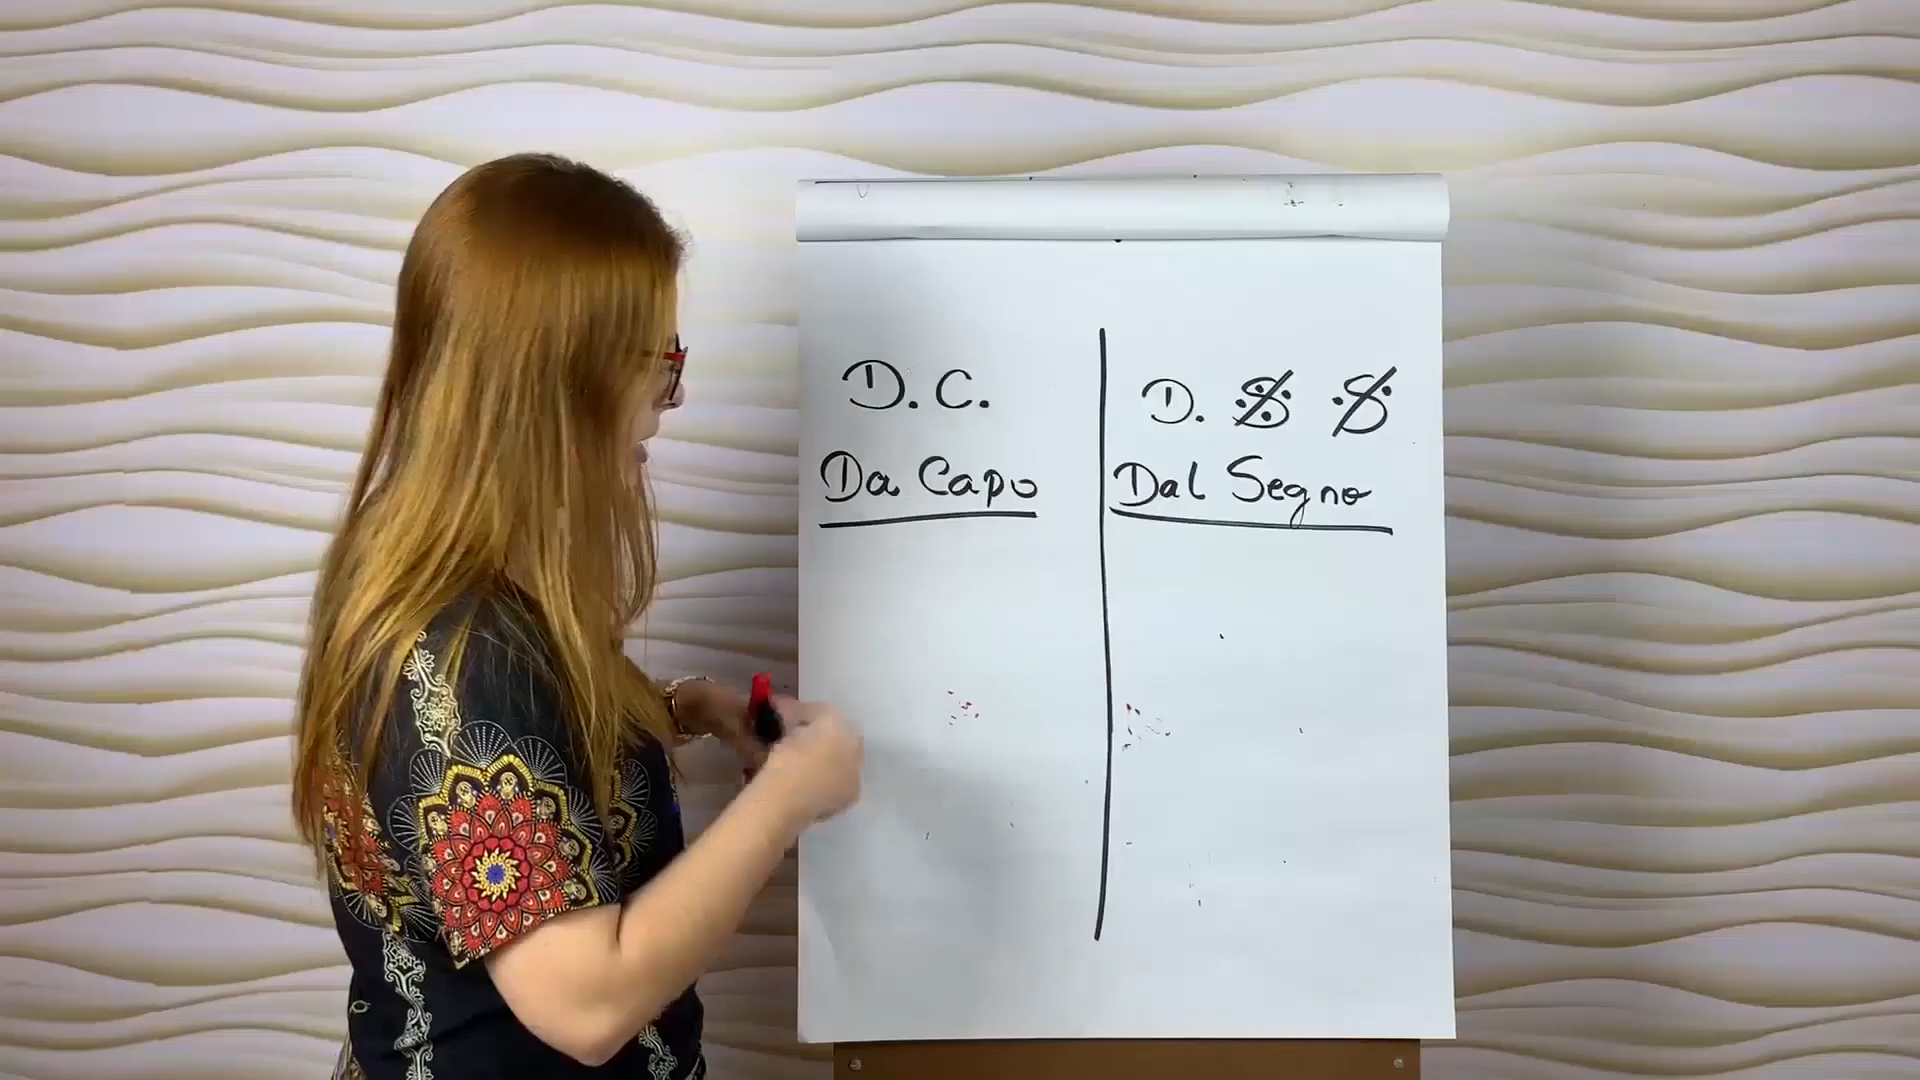 D.C.
Da Capo
D. 𝄋 𝄋
Dal Segno